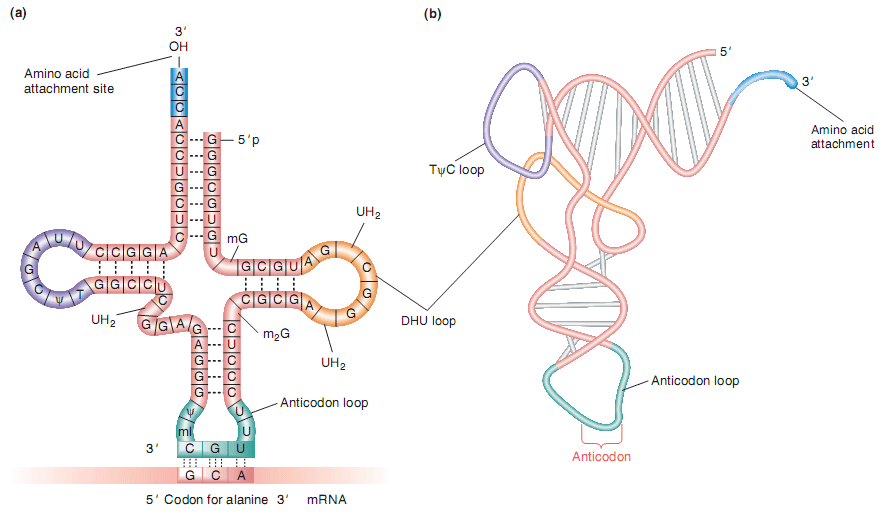 (a)
3′
OH
Amino acid
attachment site
A
C
C
A
C
C
U
G
C
U
C
G
G
G
C
G
U
G
U
5′p
mG
UH₂
G C G U A G
C
G
G
G
A
C G C G
UH₂
m₂G
DHU loop
A G G C C U U A G C ψ T G G C C U
C
UH₂
G G A G
A
G
G
G
C
U
C
C
C
ψ
mI
U
U
Anticodon loop
3′ C G U
G C A
5′ Codon for alanine 3′ mRNA
(b)
5′
3′
Amino acid
attachment
TψC loop
Anticodon loop
Anticodon